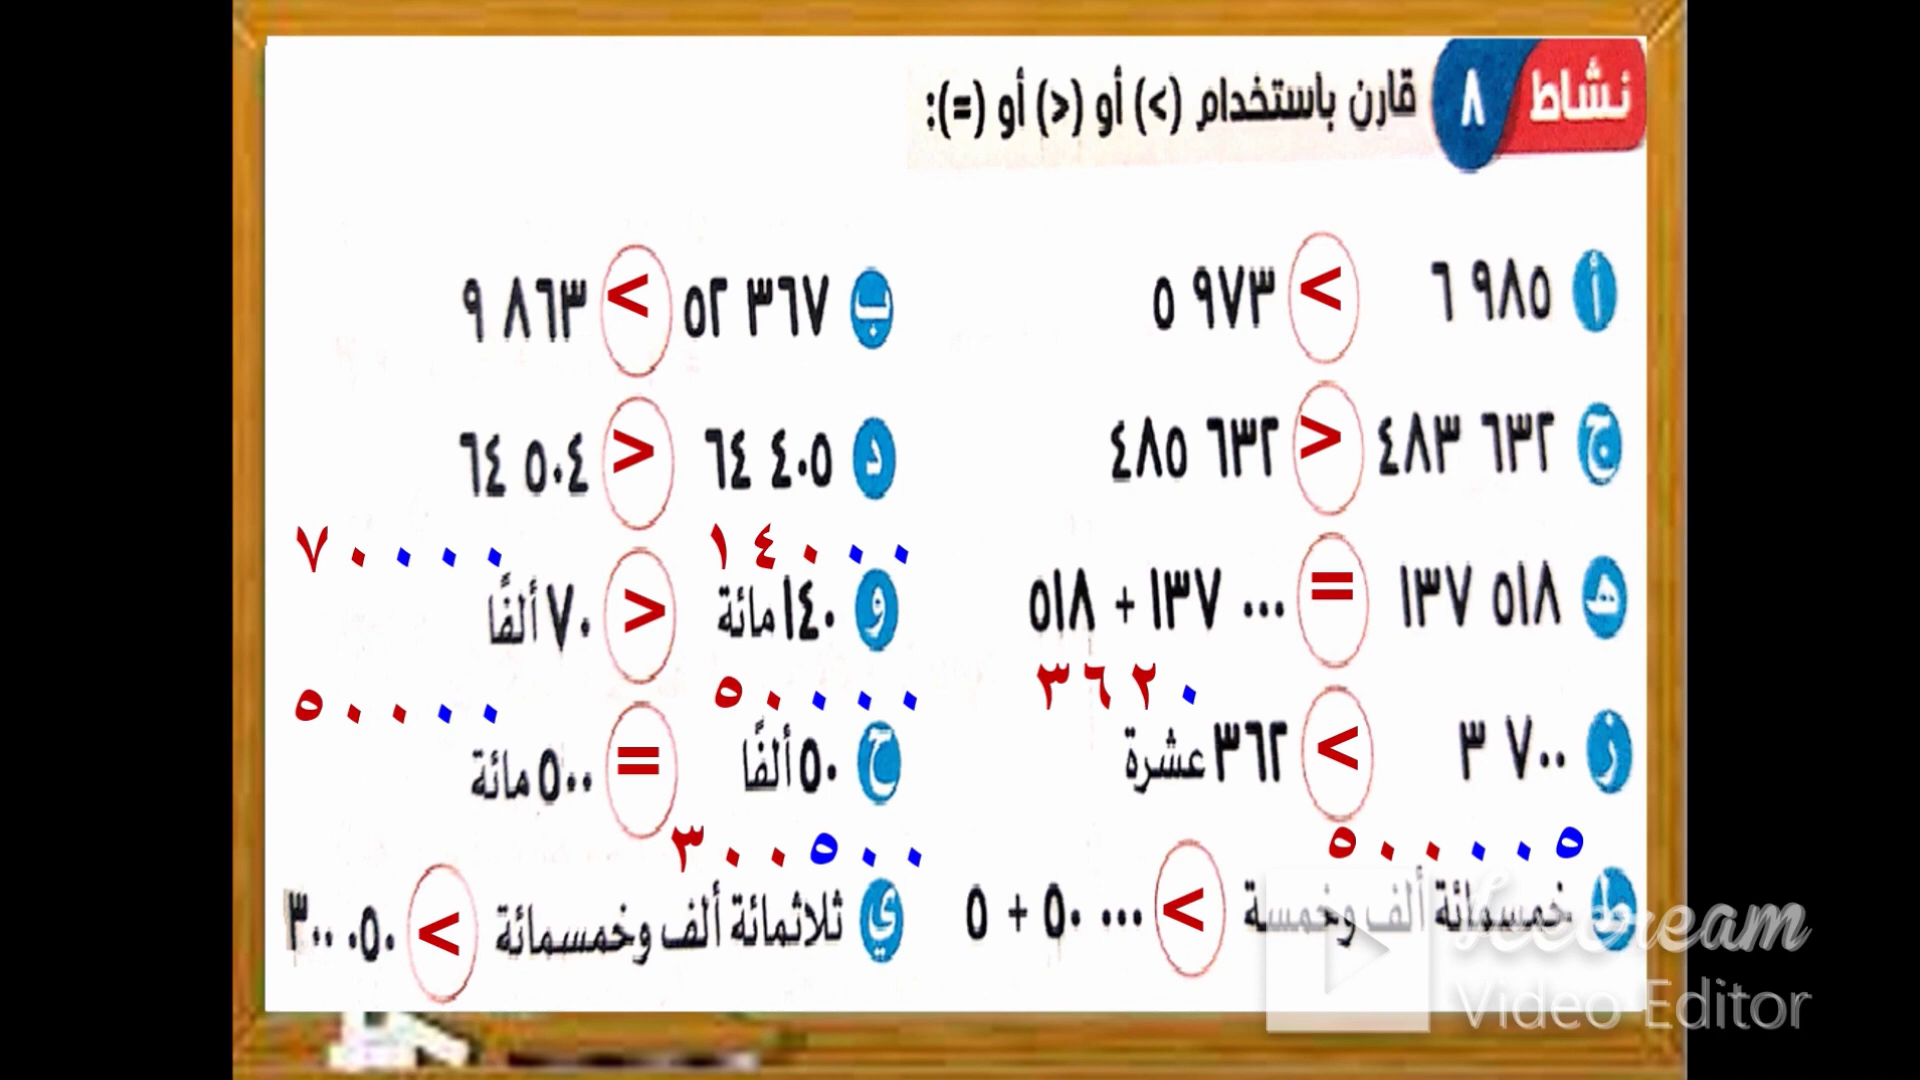 نشاط ٨ قارن باستخدام (>) أو (<) أو (=):
أ ٦ ٩٨٥ > ٥ ٩٧٣
ب ٥٢ ٣٦٧ > ٩ ٨٦٣
ج ٤٨٣ ٦٣٢ < ٤٨٥ ٦٣٢
د ٦٤ ٤٠٥ < ٦٤ ٥٠٤
١٤٠٠٠ ٧٠٠٠٠
هـ ١٣٧ ٥١٨ = ١٣٧ ٠٠٠ + ٥١٨
و ١٤٠ مائة < ٧٠ ألفًا
٣٦٢٠ ٥٠٠٠٠ ٥٠٠٠٠
ز ٣ ٧٠٠ > ٣٦٢ عشرة
ح ٥٠ ألفًا = ٥٠٠ مائة
٥٠٠٠٠٥ ٣٠٠٥٠٠
ط خمسمائة ألف وخمسة > ٥٠ ٠٠٠ + ٥
ي ثلاثمائة ألف وخمسمائة > ٣٠٠ ٠٥٠
Icecream
Video Editor